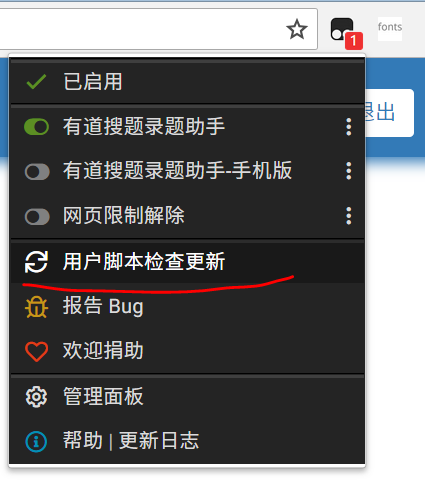 fonts
1
已启用
有道搜题录题助手
退出
有道搜题录题助手-手机版
网页限制解除
用户脚本检查更新
报告 Bug
欢迎捐助
管理面板
帮助 | 更新日志